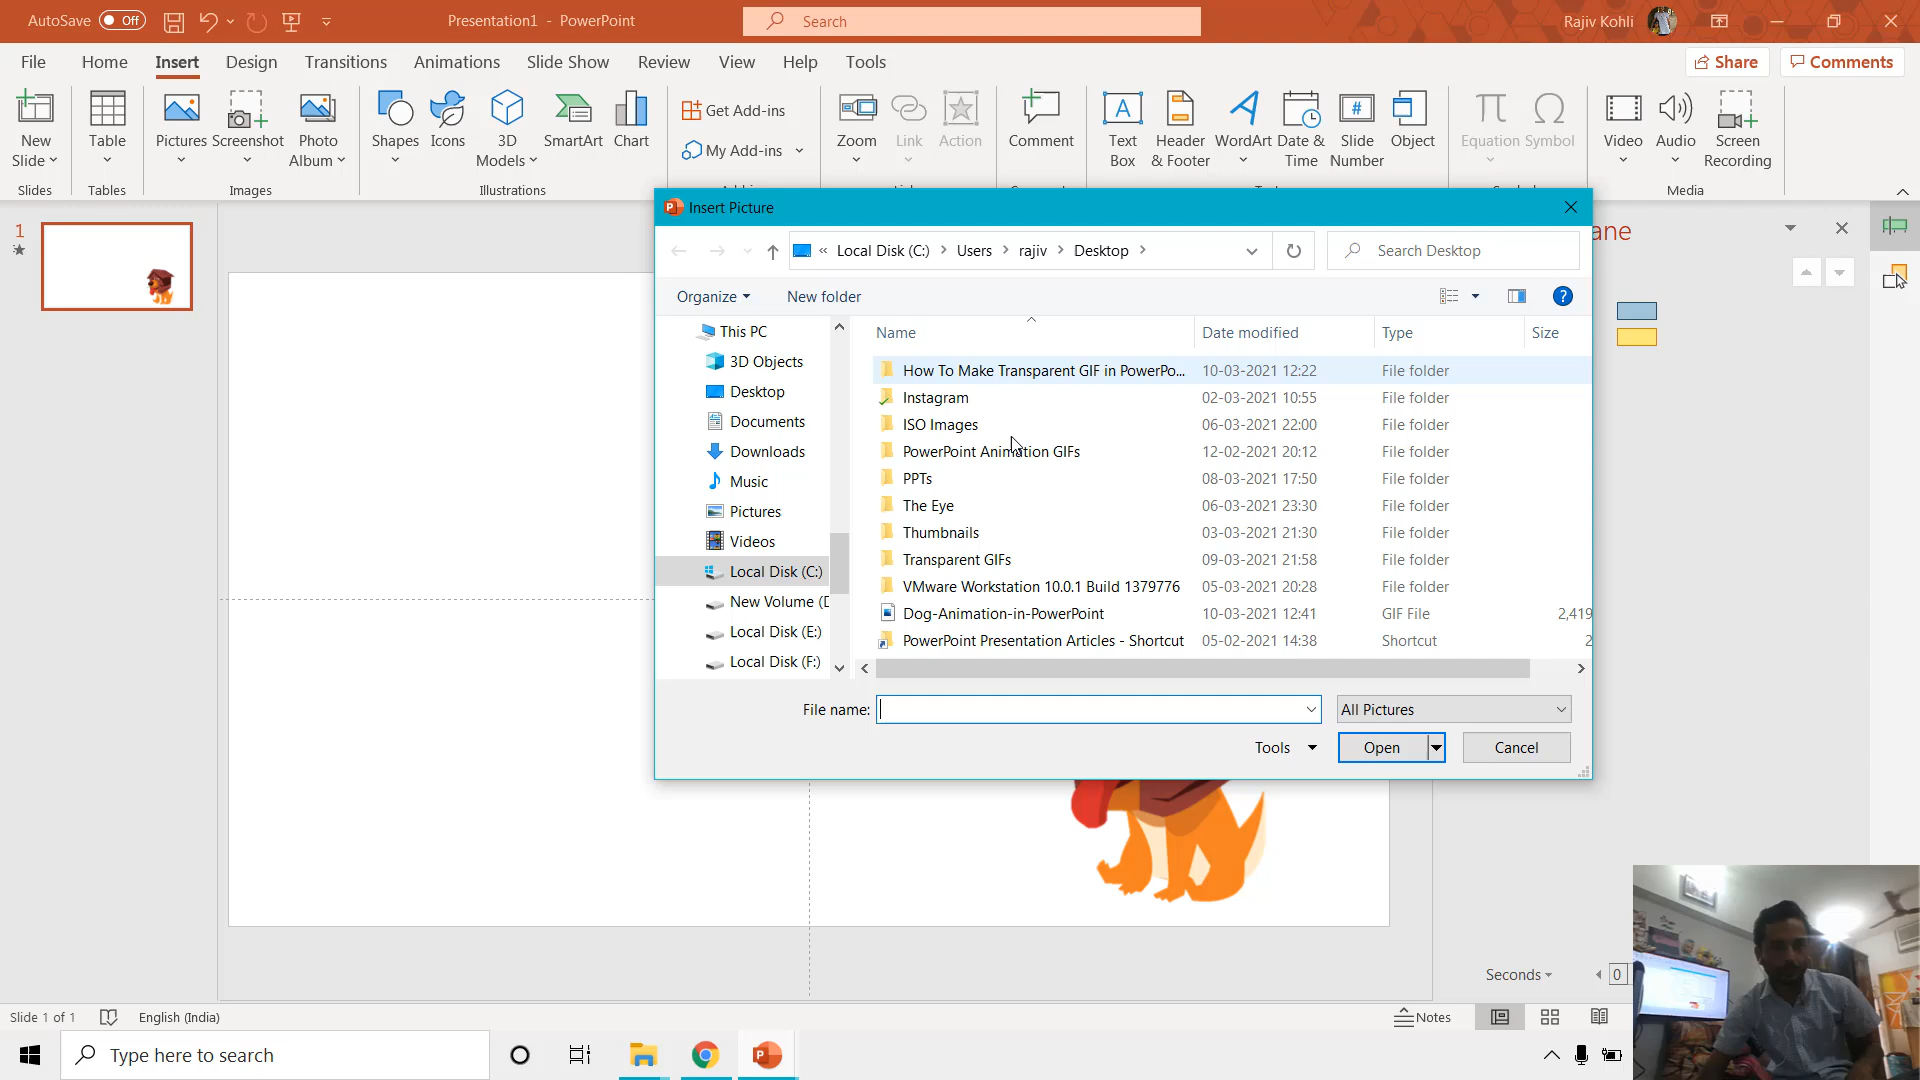 AutoSave Off Presentation1 - PowerPoint Search Rajiv Kohli
File Home Insert Design Transitions Animations Slide Show Review View Help Tools Share Comments
New Slide
Table
Pictures
Screenshot
Photo Album
Shapes
Icons
3D Models
SmartArt
Chart
Get Add-ins
My Add-ins
Zoom
Link
Action
Comment
Text Box
Header & Footer
WordArt
Date & Time
Slide Number
Object
Equation
Symbol
Video
Audio
Screen Recording
Slides Tables Images Illustrations Media
1
ane
Insert Picture
« Local Disk (C:) > Users > rajiv > Desktop >
Search Desktop
Organize New folder
This PC
3D Objects
Desktop
Documents
Downloads
Music
Pictures
Videos
Local Disk (C:)
New Volume (D
Local Disk (E:)
Local Disk (F:)
Name Date modified Type Size
How To Make Transparent GIF in PowerPo... 10-03-2021 12:22 File folder
Instagram 02-03-2021 10:55 File folder
ISO Images 06-03-2021 22:00 File folder
PowerPoint Animation GIFs 12-02-2021 20:12 File folder
PPTs 08-03-2021 17:50 File folder
The Eye 06-03-2021 23:30 File folder
Thumbnails 03-03-2021 21:30 File folder
Transparent GIFs 09-03-2021 21:58 File folder
VMware Workstation 10.0.1 Build 1379776 05-03-2021 20:28 File folder
Dog-Animation-in-PowerPoint 10-03-2021 12:41 GIF File 2,419
PowerPoint Presentation Articles - Shortcut 05-02-2021 14:38 Shortcut 2
File name: All Pictures
Tools Open Cancel
Seconds 0
Slide 1 of 1 English (India) Notes
Type here to search